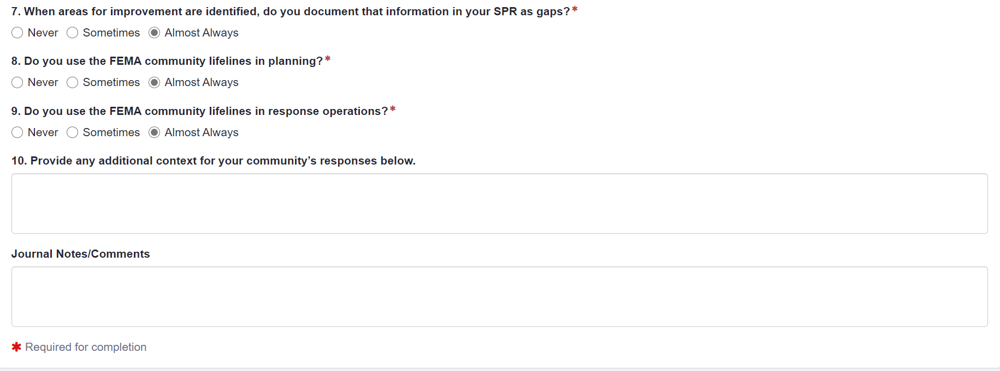 7. When areas for improvement are identified, do you document that information in your SPR as gaps?*
Never Sometimes Almost Always
8. Do you use the FEMA community lifelines in planning?*
Never Sometimes Almost Always
9. Do you use the FEMA community lifelines in response operations?*
Never Sometimes Almost Always
10. Provide any additional context for your community’s responses below.
Journal Notes/Comments
* Required for completion